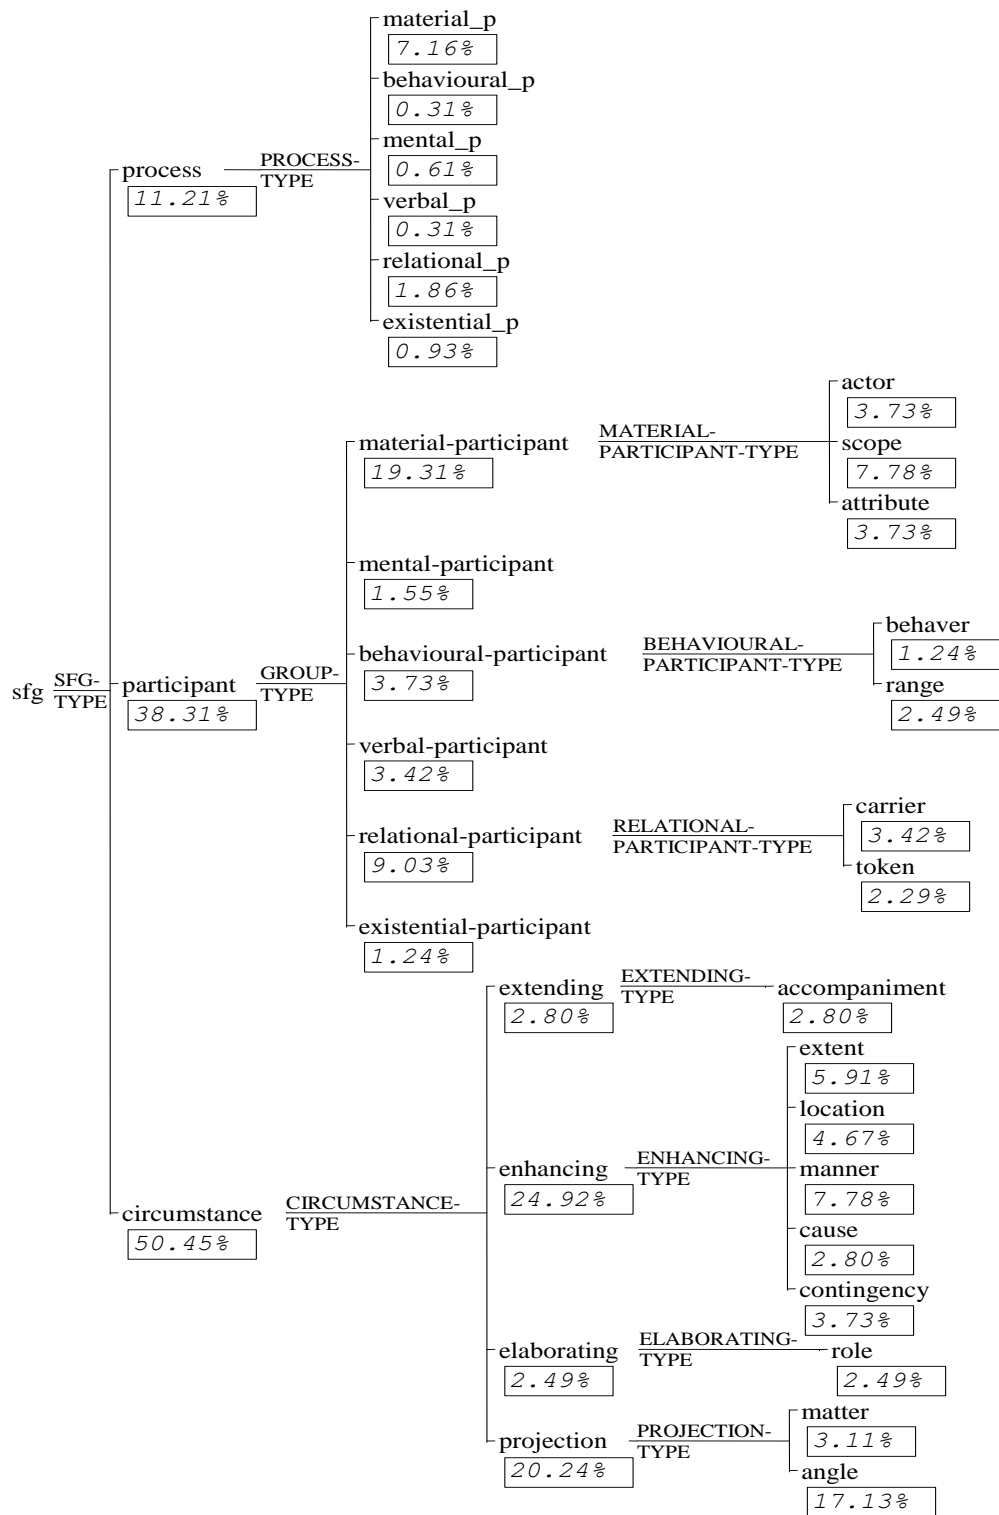 material_p
7.16%
behavioural_p
0.31%
mental_p
0.61%
process
PROCESS-
TYPE
11.21%
verbal_p
0.31%
relational_p
1.86%
existential_p
0.93%
actor
3.73%
material-participant
MATERIAL-
PARTICIPANT-TYPE
19.31%
scope
7.78%
attribute
3.73%
mental-participant
1.55%
behavioural-participant
3.73%
BEHAVIOURAL-
PARTICIPANT-TYPE
behaver
1.24%
range
2.49%
sfg
SFG-
TYPE
participant
38.31%
GROUP-
TYPE
verbal-participant
3.42%
relational-participant
9.03%
RELATIONAL-
PARTICIPANT-TYPE
carrier
3.42%
token
2.29%
existential-participant
1.24%
extending
2.80%
EXTENDING-
TYPE
accompaniment
2.80%
extent
5.91%
location
4.67%
enhancing
24.92%
ENHANCING-
TYPE
manner
7.78%
circumstance
50.45%
CIRCUMSTANCE-
TYPE
cause
2.80%
contingency
3.73%
elaborating
2.49%
ELABORATING-
TYPE
role
2.49%
projection
20.24%
PROJECTION-
TYPE
matter
3.11%
angle
17.13%